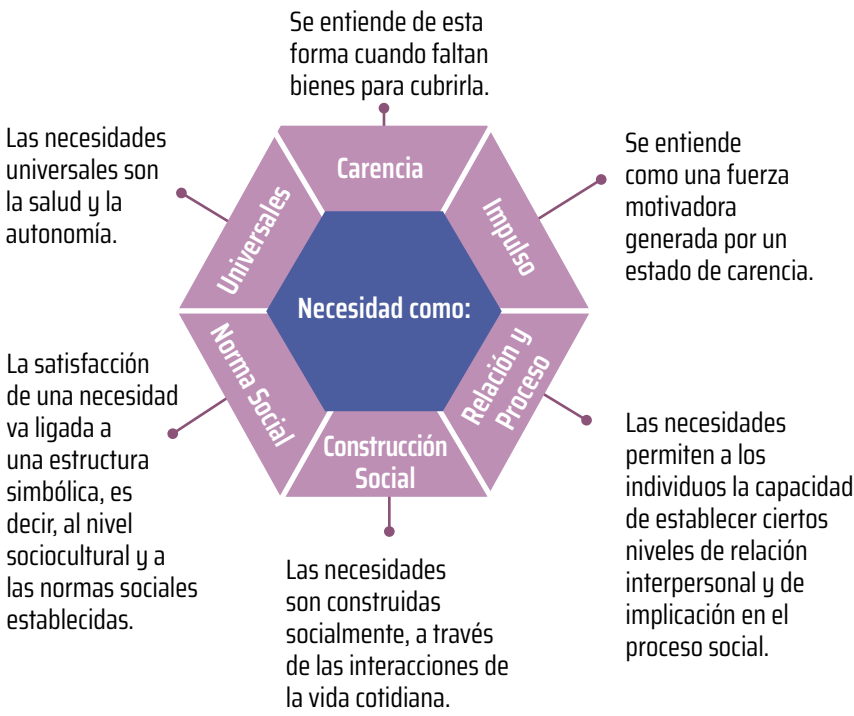 Se entiende de esta
forma cuando faltan
bienes para cubrirla.
Carencia
Se entiende
como una fuerza
motivadora
generada por un
estado de carencia.
Impulso
Las necesidades
universales son
la salud y la
autonomía.
Universales
Necesidad como:
La satisfacción
de una necesidad
va ligada a
una estructura
simbólica, es
decir, al nivel
sociocultural y a
las normas sociales
establecidas.
Norma Social
Relación y
Proceso
Las necesidades
permiten a los
individuos la capacidad
de establecer ciertos
niveles de relación
interpersonal y de
implicación en el
proceso social.
Construcción
Social
Las necesidades
son construidas
socialmente, a través
de las interacciones de
la vida cotidiana.